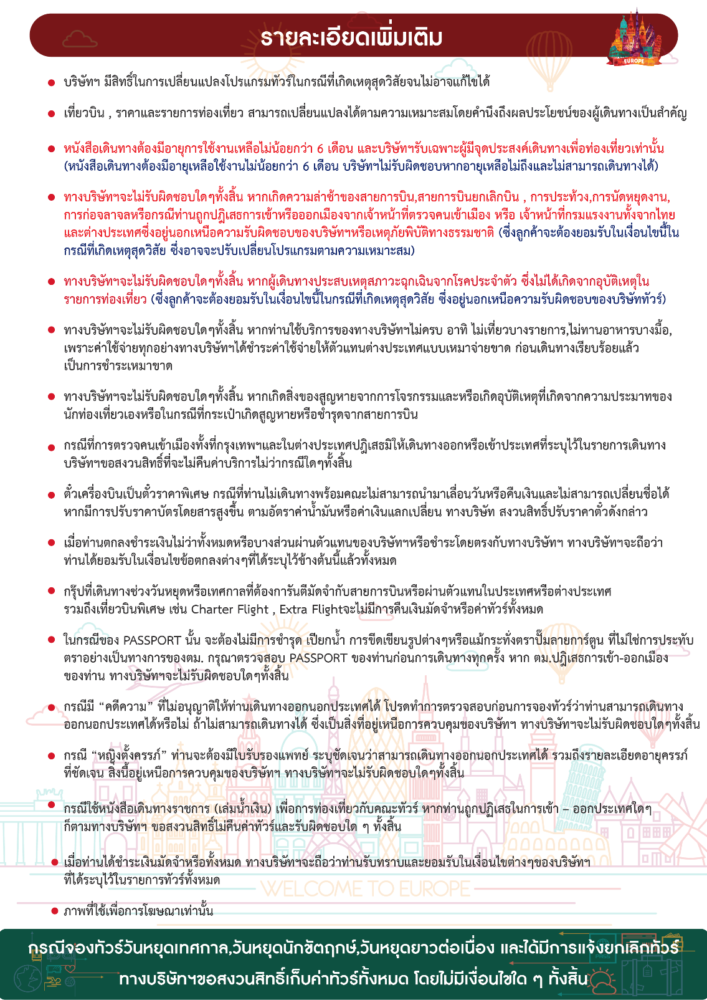 รายละเอียดเพิ่มเติม
EUROPE
บริษัทฯ มีสิทธิ์ในการเปลี่ยนแปลงโปรแกรมทัวร์ในกรณีที่เกิดเหตุสุดวิสัยจนไม่อาจแก้ไขได้
เที่ยวบิน , ราคาและรายการท่องเที่ยว สามารถเปลี่ยนแปลงได้ตามความเหมาะสมโดยคำนึงถึงผลประโยชน์ของผู้เดินทางเป็นสำคัญ
หนังสือเดินทางต้องมีอายุการใช้งานเหลือไม่น้อยกว่า 6 เดือน และบริษัทฯรับเฉพาะผู้มีจุดประสงค์เดินทางเพื่อท่องเที่ยวเท่านั้น
(หนังสือเดินทางต้องมีอายุเหลือใช้งานไม่น้อยกว่า 6 เดือน บริษัทฯไม่รับผิดชอบหากอายุเหลือไม่ถึงและไม่สามารถเดินทางได้)
ทางบริษัทฯจะไม่รับผิดชอบใดๆทั้งสิ้น หากเกิดความล่าช้าของสายการบิน,สายการบินยกเลิกบิน , การประท้วง,การนัดหยุดงาน,
การก่อจลาจลหรือกรณีท่านถูกปฎิเสธการเข้าหรือออกเมืองจากเจ้าหน้าที่ตรวจคนเข้าเมือง หรือ เจ้าหน้าที่กรมแรงงานทั้งจากไทย
และต่างประเทศซึ่งอยู่นอกเหนือความรับผิดชอบของบริษัทฯหรือเหตุภัยพิบัติทางธรรมชาติ (ซึ่งลูกค้าจะต้องยอมรับในเงื่อนไขนี้ใน
กรณีที่เกิดเหตุสุดวิสัย ซึ่งอาจจะปรับเปลี่ยนโปรแกรมตามความเหมาะสม)
ทางบริษัทฯจะไม่รับผิดชอบใดๆทั้งสิ้น หากผู้เดินทางประสบเหตุสภาวะฉุกเฉินจากโรคประจำตัว ซึ่งไม่ได้เกิดจากอุบัติเหตุใน
รายการท่องเที่ยว (ซึ่งลูกค้าจะต้องยอมรับในเงื่อนไขนี้ในกรณีที่เกิดเหตุสุดวิสัย ซึ่งอยู่นอกเหนือความรับผิดชอบของบริษัททัวร์)
ทางบริษัทฯจะไม่รับผิดชอบใดๆทั้งสิ้น หากท่านใช้บริการของทางบริษัทฯไม่ครบ อาทิ ไม่เที่ยวบางรายการ,ไม่ทานอาหารบางมื้อ,
เพราะค่าใช้จ่ายทุกอย่างทางบริษัทฯได้ชำระค่าใช้จ่ายให้ตัวแทนต่างประเทศแบบเหมาจ่ายขาด ก่อนเดินทางเรียบร้อยแล้ว
เป็นการชำระเหมาขาด
ทางบริษัทฯจะไม่รับผิดชอบใดๆทั้งสิ้น หากเกิดสิ่งของสูญหายจากการโจรกรรมและหรือเกิดอุบัติเหตุที่เกิดจากความประมาทของ
นักท่องเที่ยวเองหรือในกรณีที่กระเป๋าเกิดสูญหายหรือชำรุดจากสายการบิน
กรณีที่การตรวจคนเข้าเมืองทั้งที่กรุงเทพฯและในต่างประเทศปฎิเสธมิให้เดินทางออกหรือเข้าประเทศที่ระบุไว้ในรายการเดินทาง
บริษัทฯขอสงวนสิทธิ์ที่จะไม่คืนค่าบริการไม่ว่ากรณีใดๆทั้งสิ้น
ตั๋วเครื่องบินเป็นตั๋วราคาพิเศษ กรณีที่ท่านไม่เดินทางพร้อมคณะไม่สามารถนำมาเลื่อนวันหรือคืนเงินและไม่สามารถเปลี่ยนชื่อได้
หากมีการปรับราคาบัตรโดยสารสูงขึ้น ตามอัตราค่าน้ำมันหรือค่าเงินแลกเปลี่ยน ทางบริษัท สงวนสิทธิ์ปรับราคาตั๋วดังกล่าว
เมื่อท่านตกลงชำระเงินไม่ว่าทั้งหมดหรือบางส่วนผ่านตัวแทนของบริษัทฯหรือชำระโดยตรงกับทางบริษัทฯ ทางบริษัทฯจะถือว่า
ท่านได้ยอมรับในเงื่อนไขข้อตกลงต่างๆที่ได้ระบุไว้ข้างต้นนี้แล้วทั้งหมด
กรุ๊ปที่เดินทางช่วงวันหยุดหรือเทศกาลที่ต้องการันตีมัดจำกับสายการบินหรือผ่านตัวแทนในประเทศหรือต่างประเทศ
รวมถึงเที่ยวบินพิเศษ เช่น Charter Flight , Extra Flightจะไม่มีการคืนเงินมัดจำหรือค่าทัวร์ทั้งหมด
ในกรณีของ PASSPORT นั้น จะต้องไม่มีการชำรุด เปียกน้ำ การขีดเขียนรูปต่างๆหรือแม้กระทั่งตราปั๊มลายการ์ตูน ที่ไม่ใช่การประทับ
ตราอย่างเป็นทางการของตม. กรุณาตรวจสอบ PASSPORT ของท่านก่อนการเดินทางทุกครั้ง หาก ตม.ปฎิเสธการเข้า-ออกเมือง
ของท่าน ทางบริษัทฯจะไม่รับผิดชอบใดๆทั้งสิ้น
กรณีมี “คดีความ” ที่ไม่อนุญาติให้ท่านเดินทางออกนอกประเทศได้ โปรดทำการตรวจสอบก่อนการจองทัวร์ว่าท่านสามารถเดินทาง
ออกนอกประเทศได้หรือไม่ ถ้าไม่สามารถเดินทางได้ ซึ่งเป็นสิ่งที่อยู่เหนือการควบคุมของบริษัทฯ ทางบริษัทฯจะไม่รับผิดชอบใดๆทั้งสิ้น
กรณี “หญิงตั้งครรภ์” ท่านจะต้องมีใบรับรองแพทย์ ระบุชัดเจนว่าสามารถเดินทางออกนอกประเทศได้ รวมถึงรายละเอียดอายุครรภ์
ที่ชัดเจน สิ่งนี้อยู่เหนือการควบคุมของบริษัทฯ ทางบริษัทฯจะไม่รับผิดชอบใดๆทั้งสิ้น
กรณีใช้หนังสือเดินทางราชการ (เล่มน้ำเงิน) เพื่อการท่องเที่ยวกับคณะทัวร์ หากท่านถูกปฏิเสธในการเข้า – ออกประเทศใดๆ
ก็ตามทางบริษัทฯ ขอสงวนสิทธิ์ไม่คืนค่าทัวร์และรับผิดชอบใด ๆ ทั้งสิ้น
เมื่อท่านได้ชำระเงินมัดจำหรือทั้งหมด ทางบริษัทฯจะถือว่าท่านรับทราบและยอมรับในเงื่อนไขต่างๆของบริษัทฯ
ที่ได้ระบุไว้ในรายการทัวร์ทั้งหมด
WELCOME TO EUROPE
ภาพที่ใช้เพื่อการโฆษณาเท่านั้น
กรณีจองทัวร์วันหยุดเทศกาล,วันหยุดนักขัตฤกษ์,วันหยุดยาวต่อเนื่อง และได้มีการแจ้งยกเลิกทัวร์
PASS
ทางบริษัทฯขอสงวนสิทธิ์เก็บค่าทัวร์ทั้งหมด โดยไม่มีเงื่อนไขใด ๆ ทั้งสิ้น